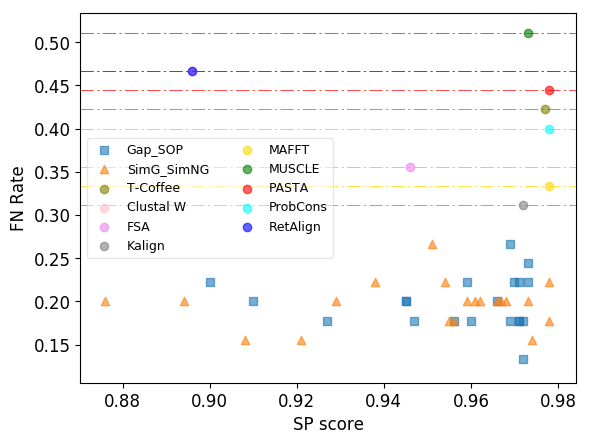 0.50
0.45
0.40
0.35
0.30
0.25
0.20
0.15
FN Rate
Gap_SOP
SimG_SimNG
T-Coffee
Clustal W
FSA
Kalign
MAFFT
MUSCLE
PASTA
ProbCons
RetAlign
0.88 0.90 0.92 0.94 0.96 0.98
SP score